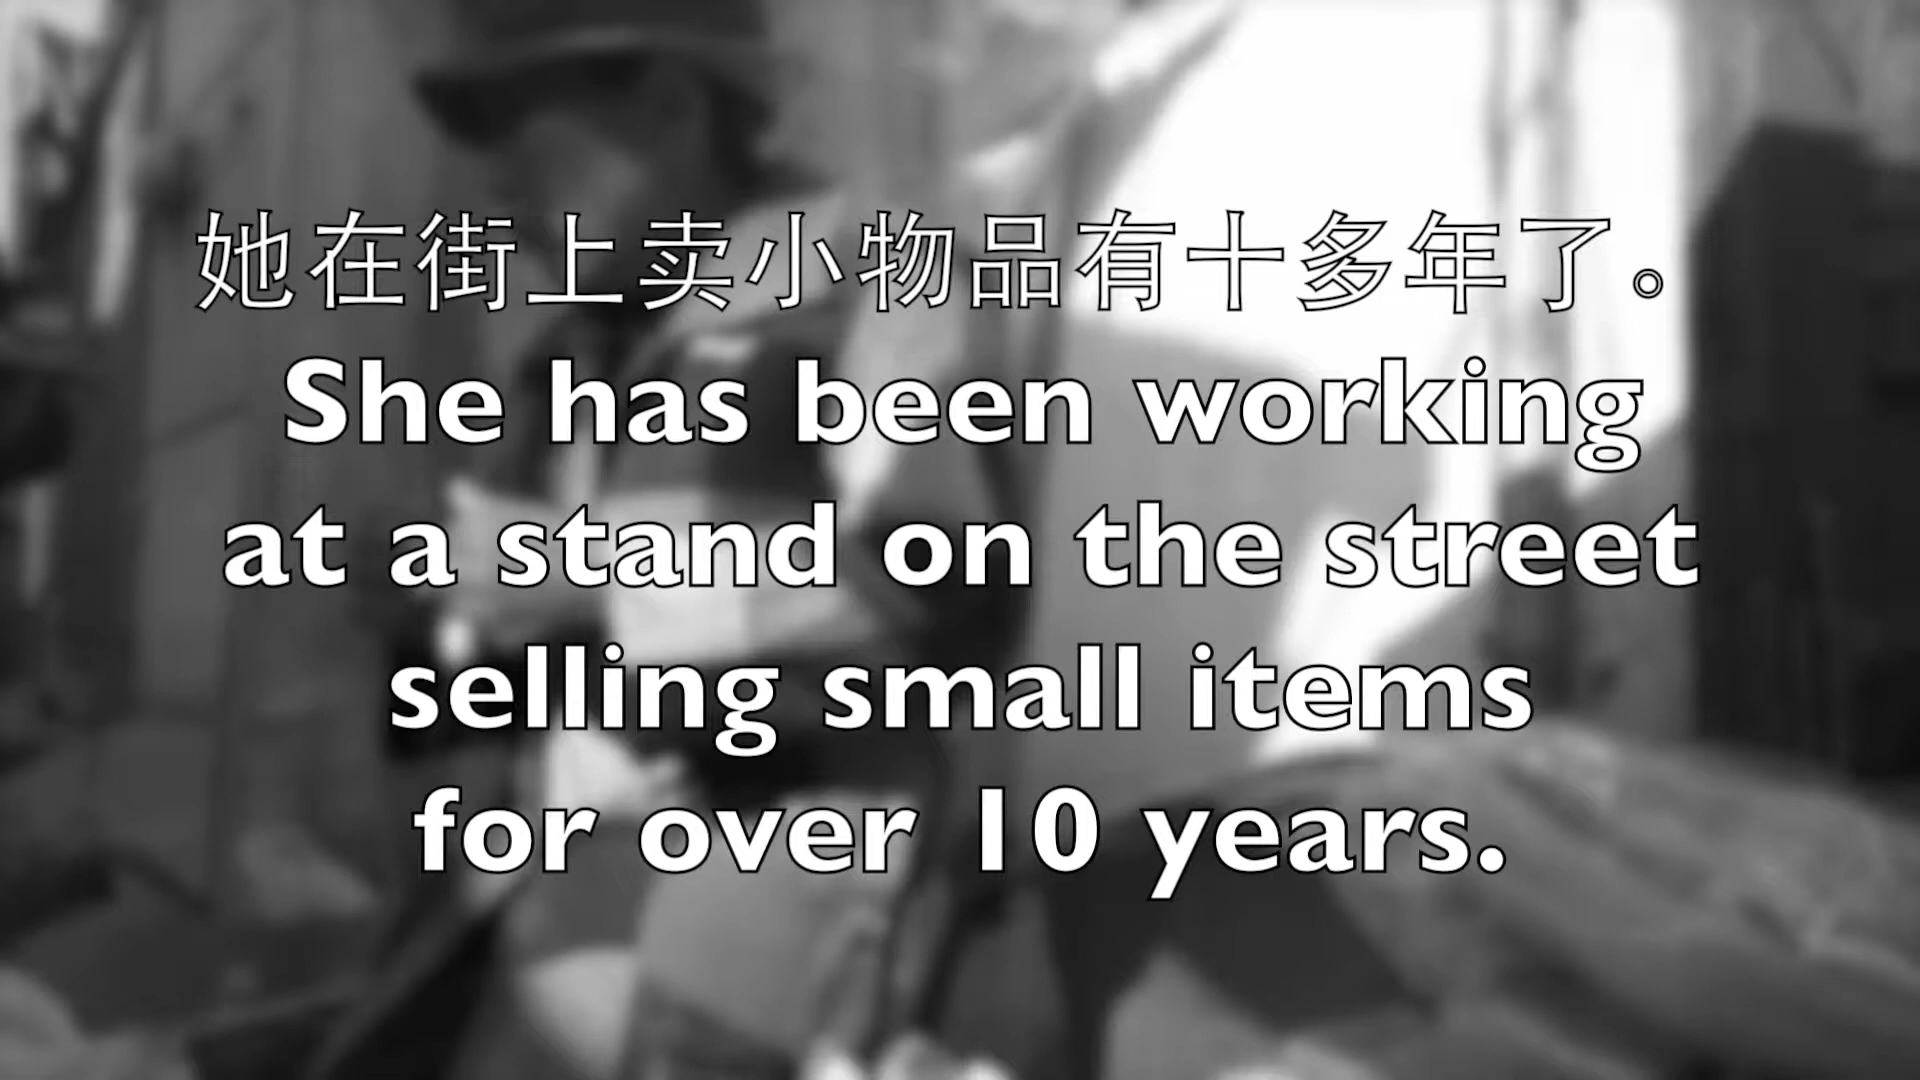 她在街上卖小物品有十多年了。
She has been working
at a stand on the street
selling small items
for over 10 years.